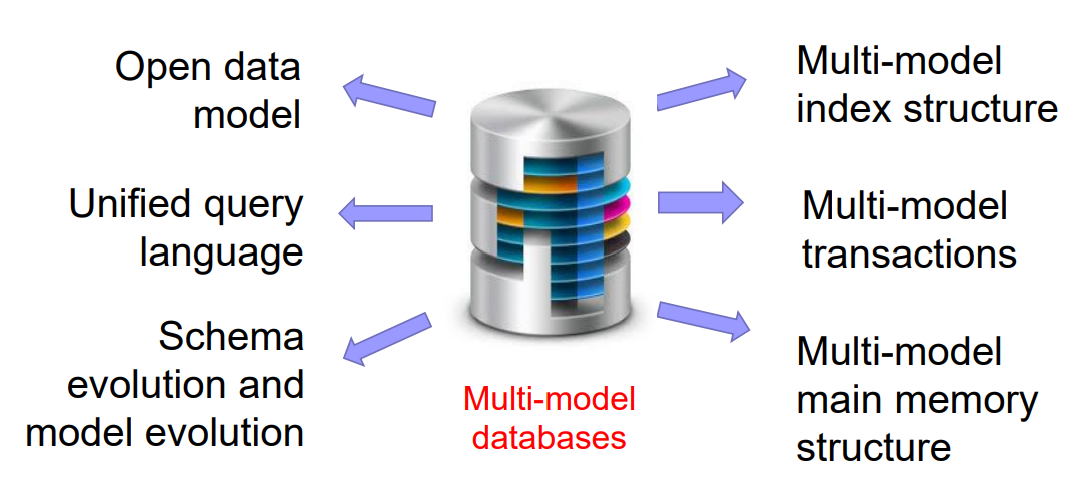 Open data
model
Unified query
language
Schema
evolution and
model evolution
Multi-model
databases
Multi-model
index structure
Multi-model
transactions
Multi-model
main memory
structure